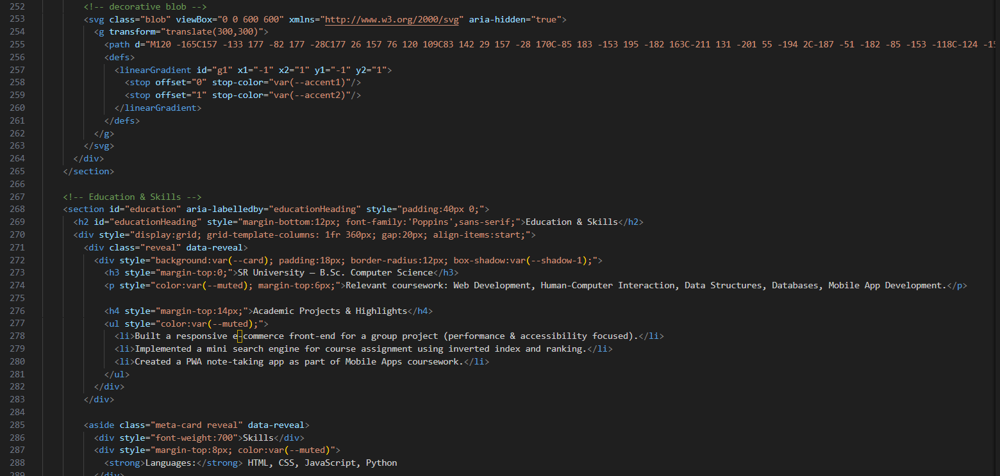 252 <!-- decorative blob -->
253 <svg class="blob" viewBox="0 0 600 600" xmlns="http://www.w3.org/2000/svg" aria-hidden="true">
254 <g transform="translate(300,300)">
255 <path d="M120 -165C157 -133 177 -82 177 -28C177 26 157 76 120 109C83 142 29 157 -28 170C-85 183 -153 195 -182 163C-211 131 -201 55 -194 2C-187 -51 -182 -85 -153 -118C-124 -15
256 <defs>
257 <linearGradient id="g1" x1="-1" x2="1" y1="-1" y2="1">
258 <stop offset="0" stop-color="var(--accent1)"/>
259 <stop offset="1" stop-color="var(--accent2)"/>
260 </linearGradient>
261 </defs>
262 </g>
263 </svg>
264 </div>
265 </section>
266
267 <!-- Education & Skills -->
268 <section id="education" aria-labelledby="educationHeading" style="padding:40px 0;">
269 <h2 id="educationHeading" style="margin-bottom:12px; font-family:'Poppins',sans-serif;">Education & Skills</h2>
270 <div style="display:grid; grid-template-columns: 1fr 360px; gap:20px; align-items:start;">
271 <div class="reveal" data-reveal>
272 <div style="background:var(--card); padding:18px; border-radius:12px; box-shadow:var(--shadow-1);">
273 <h3 style="margin-top:0;">SR University — B.Sc. Computer Science</h3>
274 <p style="color:var(--muted); margin-top:6px;">Relevant coursework: Web Development, Human-Computer Interaction, Data Structures, Databases, Mobile App Development.</p>
275
276 <h4 style="margin-top:14px;">Academic Projects & Highlights</h4>
277 <ul style="color:var(--muted);">
278 <li>Built a responsive e-commerce front-end for a group project (performance & accessibility focused).</li>
279 <li>Implemented a mini search engine for course assignment using inverted index and ranking.</li>
280 <li>Created a PWA note-taking app as part of Mobile Apps coursework.</li>
281 </ul>
282 </div>
283 </div>
284
285 <aside class="meta-card reveal" data-reveal>
286 <div style="font-weight:700">Skills</div>
287 <div style="margin-top:8px; color:var(--muted)">
288 <strong>Languages:</strong> HTML, CSS, JavaScript, Python
289 </div>